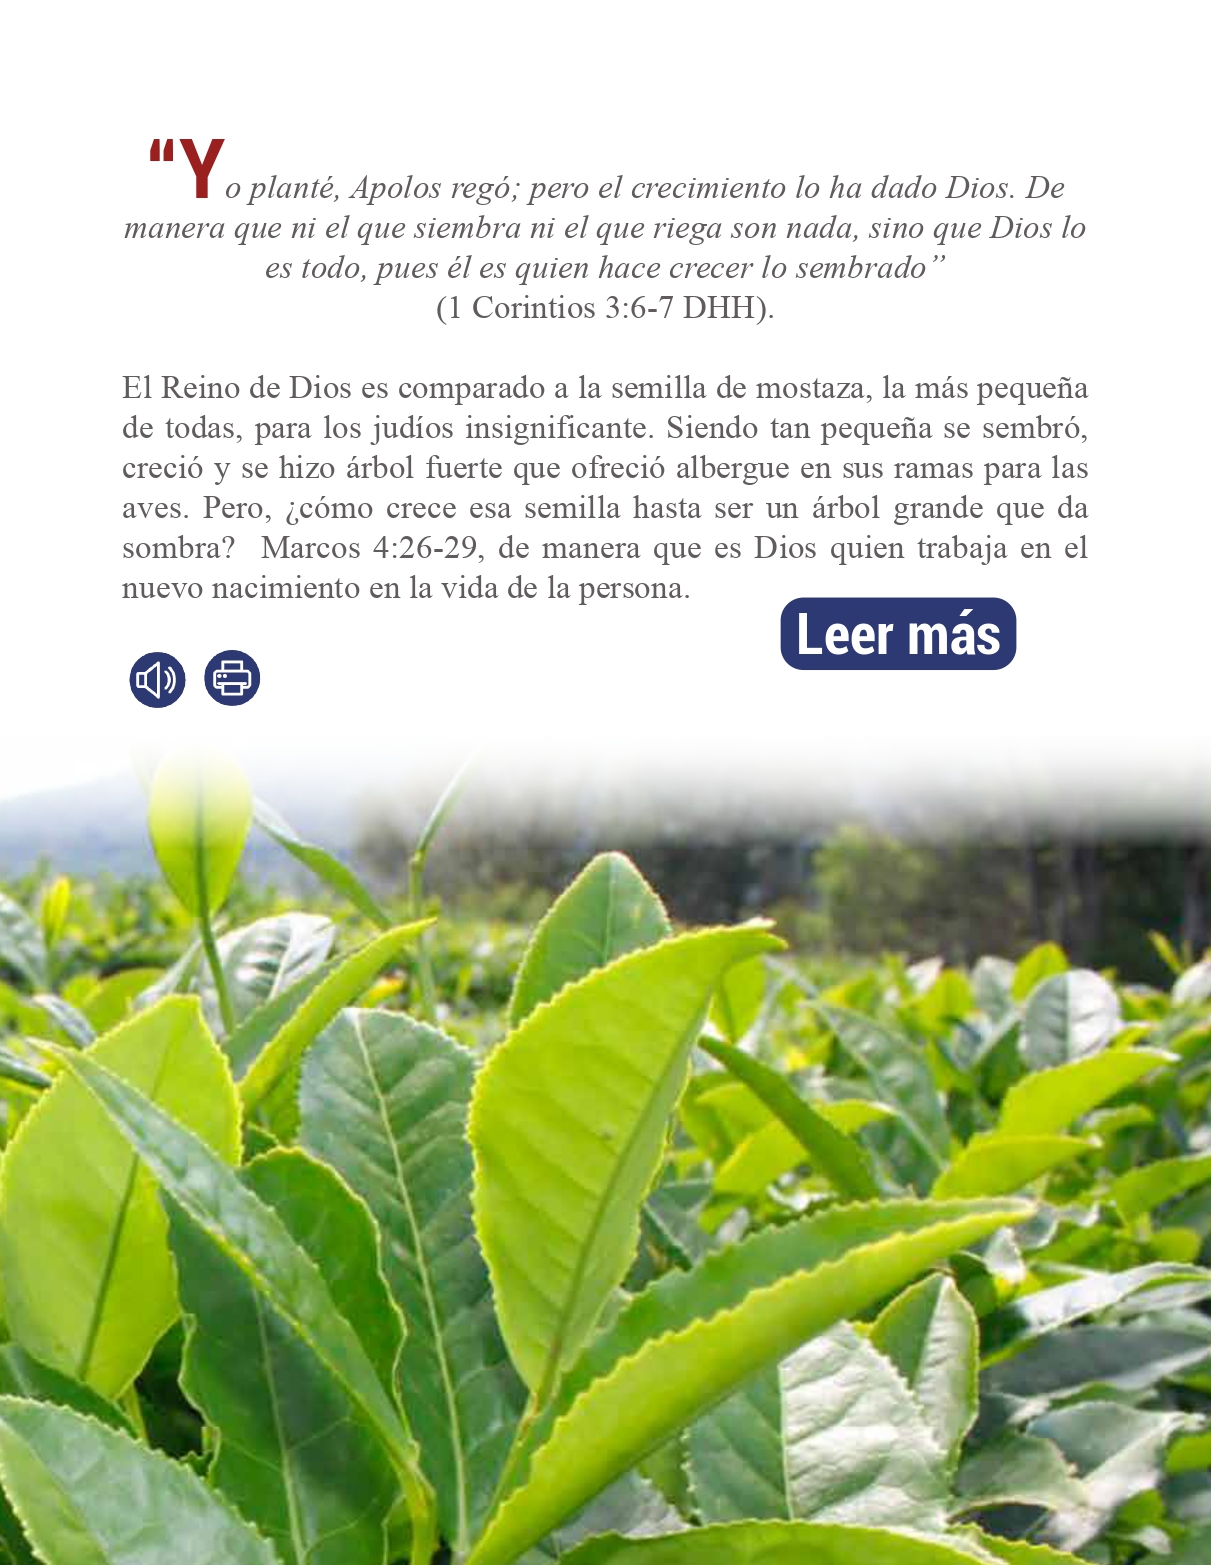 “Yo planté, Apolos regó; pero el crecimiento lo ha dado Dios. De
manera que ni el que siembra ni el que riega son nada, sino que Dios lo
es todo, pues él es quien hace crecer lo sembrado”
(1 Corintios 3:6-7 DHH).
El Reino de Dios es comparado a la semilla de mostaza, la más pequeña
de todas, para los judíos insignificante. Siendo tan pequeña se sembró,
creció y se hizo árbol fuerte que ofreció albergue en sus ramas para las
aves. Pero, ¿cómo crece esa semilla hasta ser un árbol grande que da
sombra?  Marcos 4:26-29, de manera que es Dios quien trabaja en el
nuevo nacimiento en la vida de la persona.
Leer más